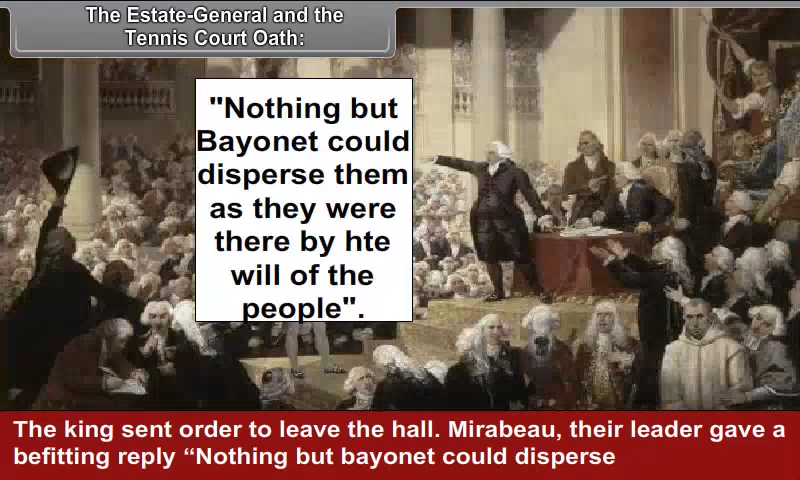 The Estate-General and the
Tennis Court Oath:
"Nothing but
Bayonet could
disperse them
as they were
there by hte
will of the
people".
The king sent order to leave the hall. Mirabeau, their leader gave a
befitting reply “Nothing but bayonet could disperse